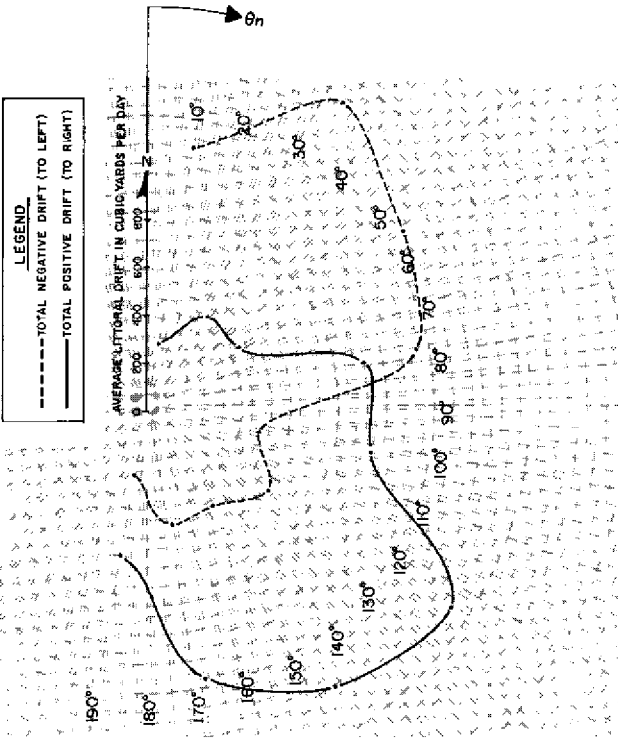 θn
LEGEND
TOTAL NEGATIVE DRIFT (TO LEFT)
TOTAL POSITIVE DRIFT (TO RIGHT)
AVERAGE LITTORAL DRIFT IN CUBIC YARDS PER DAY
N
0 200 400 600 800
10°
20°
30°
40°
50°
60°
70°
80°
90°
100°
110°
120°
130°
140°
150°
160°
170°
180°
190°